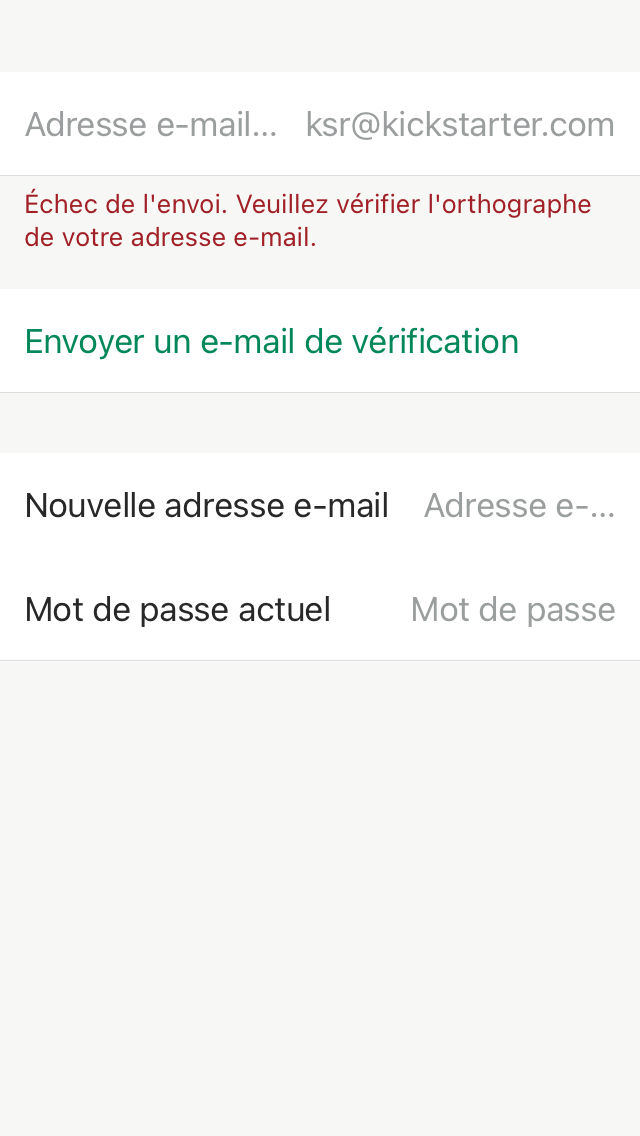 Adresse e-mail... ksr@kickstarter.com
Échec de l'envoi. Veuillez vérifier l'orthographe
de votre adresse e-mail.
Envoyer un e-mail de vérification
Nouvelle adresse e-mail Adresse e-...
Mot de passe actuel Mot de passe